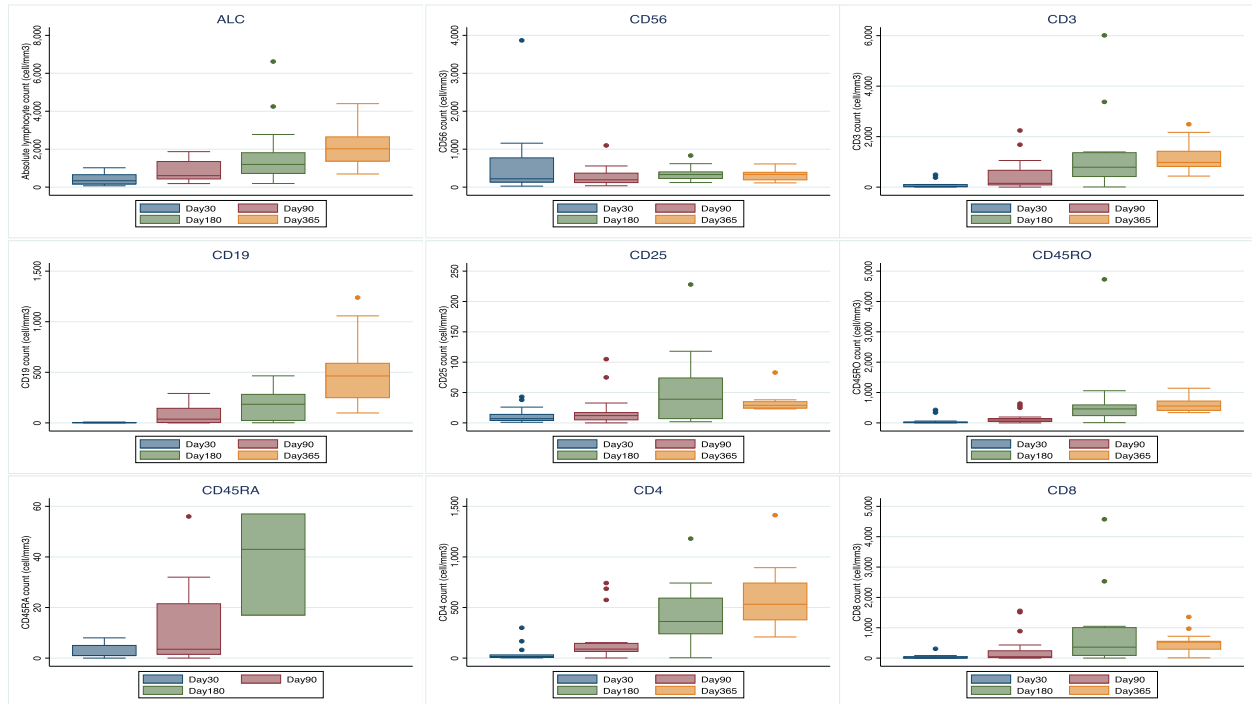 ALC
Absolute lymphocyte count (cell/mm3)
8,000
6,000
4,000
2,000
0
Day30 Day90
Day180 Day365
CD56
CD56 count (cell/mm3)
4,000
3,000
2,000
1,000
0
Day30 Day90
Day180 Day365
CD3
CD3 count (cell/mm3)
6,000
4,000
2,000
0
Day30 Day90
Day180 Day365
CD19
CD19 count (cell/mm3)
1,500
1,000
500
0
Day30 Day90
Day180 Day365
CD25
CD25 count (cell/mm3)
250
200
150
100
50
0
Day30 Day90
Day180 Day365
CD45RO
CD45RO count (cell/mm3)
5,000
4,000
3,000
2,000
1,000
0
Day30 Day90
Day180 Day365
CD45RA
CD45RA count (cell/mm3)
60
40
20
0
Day30 Day90
Day180
CD4
CD4 count (cell/mm3)
1,500
1,000
500
0
Day30 Day90
Day180 Day365
CD8
CD8 count (cell/mm3)
5,000
4,000
3,000
2,000
1,000
0
Day30 Day90
Day180 Day365